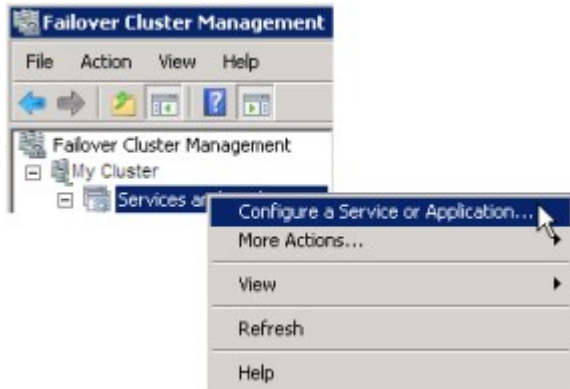 Failover Cluster Management
File Action View Help
Failover Cluster Management
My Cluster
Services
Configure a Service or Application...
More Actions...
View
Refresh
Help